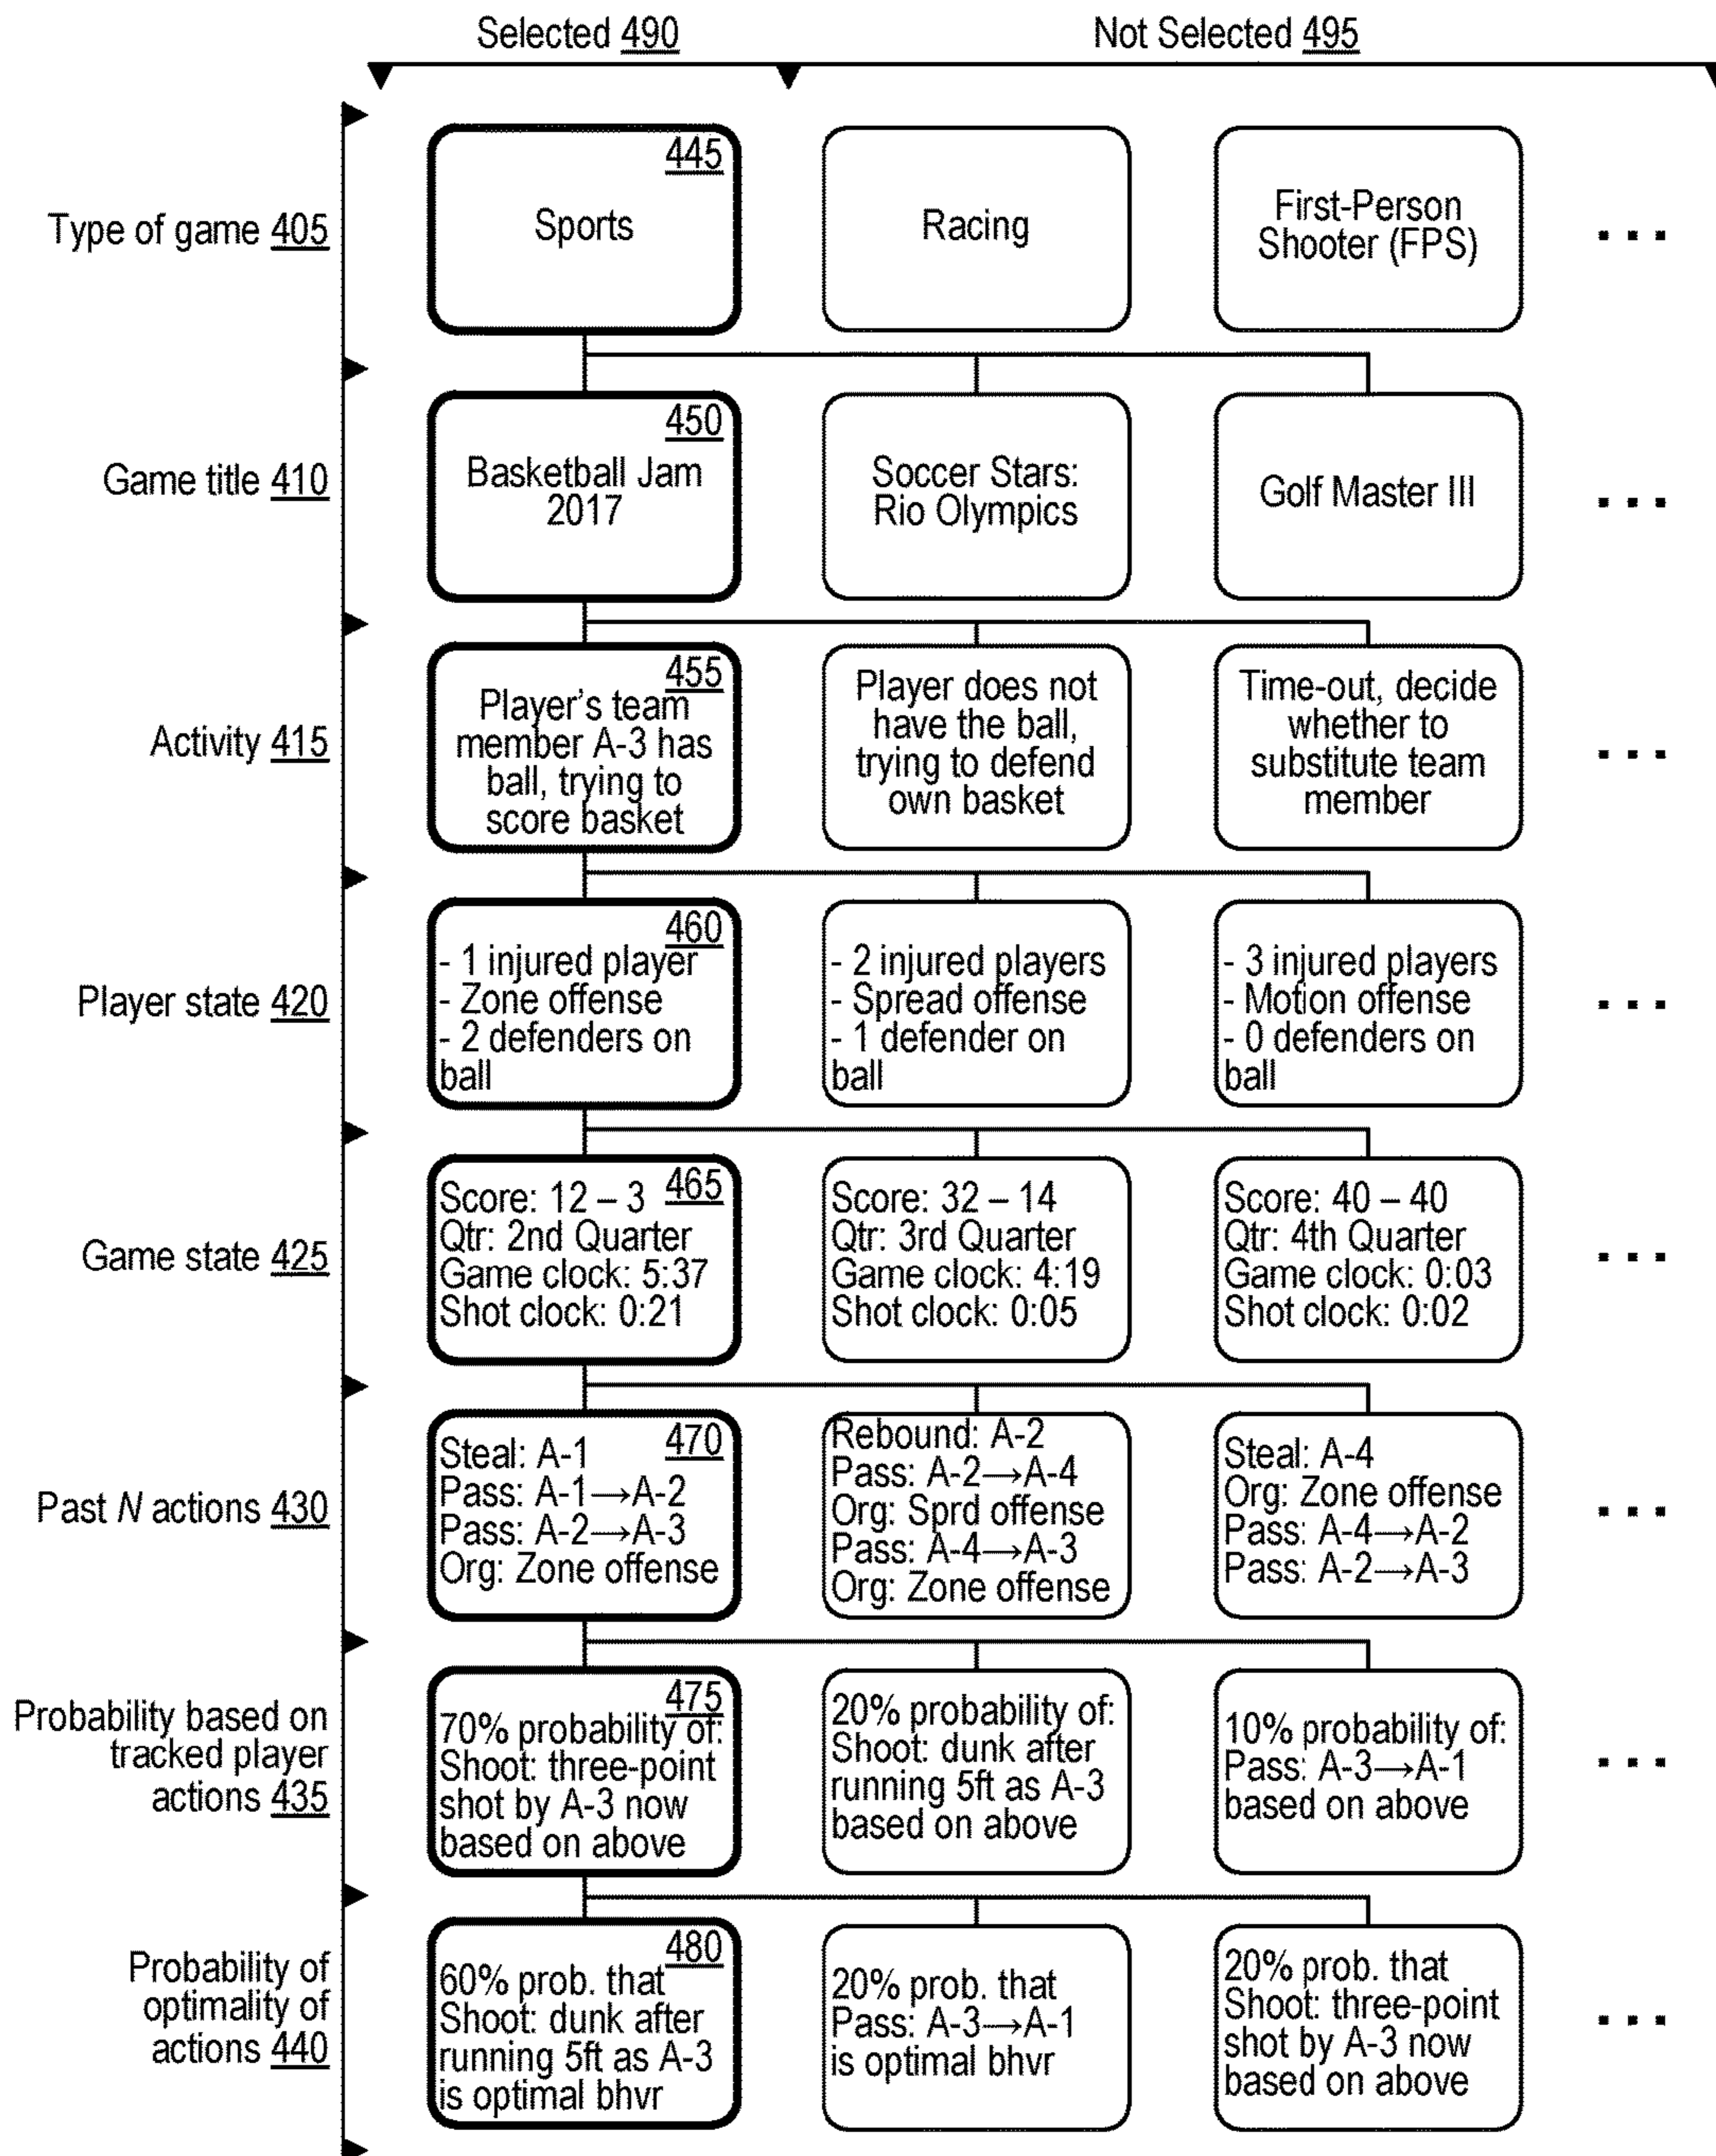 Selected 490
Not Selected 495
Type of game 405
445
Sports
Racing
First-Person
Shooter (FPS)
...
Game title 410
450
Basketball Jam
2017
Soccer Stars:
Rio Olympics
Golf Master III
...
Activity 415
455
Player's team
member A-3 has
ball, trying to
score basket
Player does not
have the ball,
trying to defend
own basket
Time-out, decide
whether to
substitute team
member
...
Player state 420
460
- 1 injured player
- Zone offense
- 2 defenders on
ball
- 2 injured players
- Spread offense
- 1 defender on
ball
- 3 injured players
- Motion offense
- 0 defenders on
ball
...
Game state 425
465
Score: 12 – 3
Qtr: 2nd Quarter
Game clock: 5:37
Shot clock: 0:21
Score: 32 – 14
Qtr: 3rd Quarter
Game clock: 4:19
Shot clock: 0:05
Score: 40 – 40
Qtr: 4th Quarter
Game clock: 0:03
Shot clock: 0:02
...
Past N actions 430
470
Steal: A-1
Pass: A-1→A-2
Pass: A-2→A-3
Org: Zone offense
Rebound: A-2
Pass: A-2→A-4
Org: Sprd offense
Pass: A-4→A-3
Org: Zone offense
Steal: A-4
Org: Zone offense
Pass: A-4→A-2
Pass: A-2→A-3
...
Probability based on
tracked player
actions 435
475
70% probability of:
Shoot: three-point
shot by A-3 now
based on above
20% probability of:
Shoot: dunk after
running 5ft as A-3
based on above
10% probability of:
Pass: A-3→A-1
based on above
...
Probability of
optimality of
actions 440
480
60% prob. that
Shoot: dunk after
running 5ft as A-3
is optimal bhvr
20% prob. that
Pass: A-3→A-1
is optimal bhvr
20% prob. that
Shoot: three-point
shot by A-3 now
based on above
...